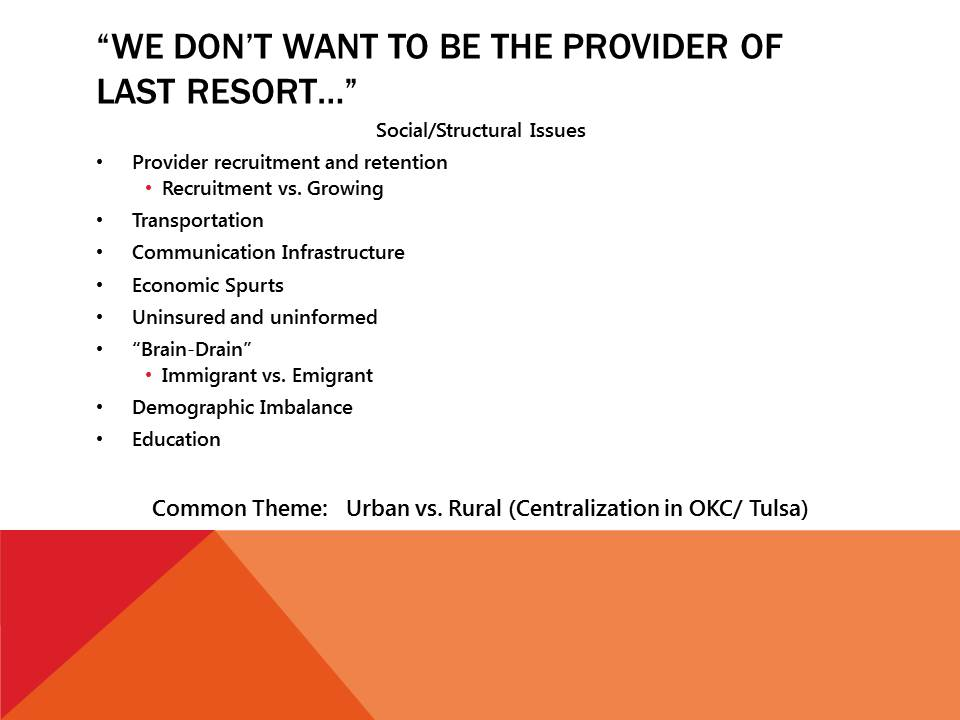 “WE DON’T WANT TO BE THE PROVIDER OF
LAST RESORT…”
Social/Structural Issues
• Provider recruitment and retention
• Recruitment vs. Growing
• Transportation
• Communication Infrastructure
• Economic Spurts
• Uninsured and uninformed
• “Brain-Drain”
• Immigrant vs. Emigrant
• Demographic Imbalance
• Education
Common Theme: Urban vs. Rural (Centralization in OKC/ Tulsa)